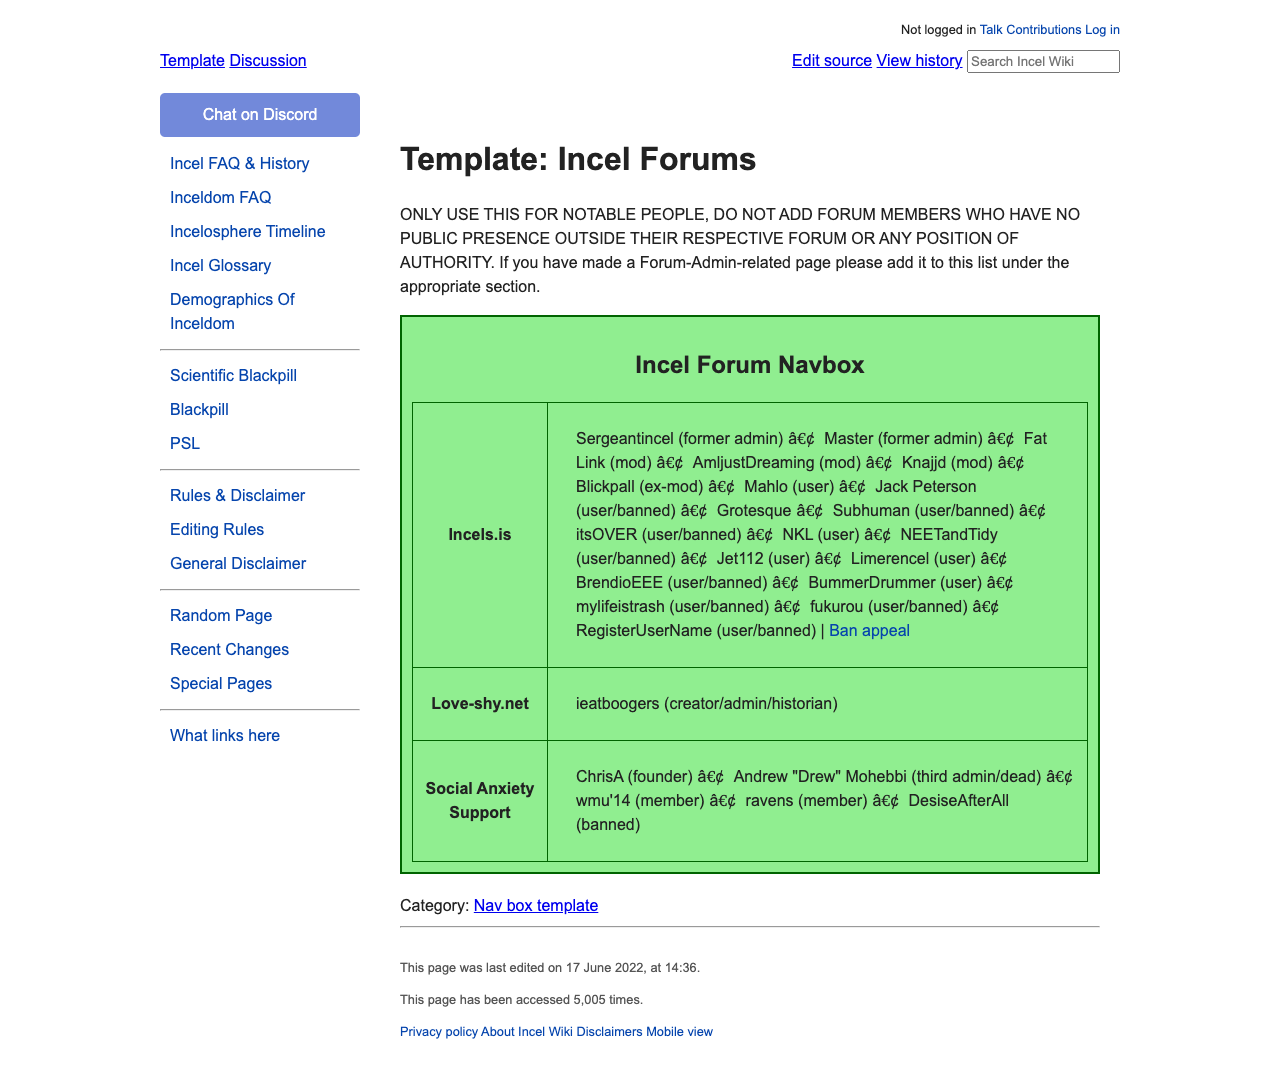 Not logged in Talk Contributions Log in
Template Discussion
Edit source View history Search Incel Wiki
Chat on Discord
Incel FAQ & History
Inceldom FAQ
Incelosphere Timeline
Incel Glossary
Demographics Of
Inceldom
Scientific Blackpill
Blackpill
PSL
Rules & Disclaimer
Editing Rules
General Disclaimer
Random Page
Recent Changes
Special Pages
What links here
Template: Incel Forums
ONLY USE THIS FOR NOTABLE PEOPLE, DO NOT ADD FORUM MEMBERS WHO HAVE NO
PUBLIC PRESENCE OUTSIDE THEIR RESPECTIVE FORUM OR ANY POSITION OF
AUTHORITY. If you have made a Forum-Admin-related page please add it to this list under the
appropriate section.
Incel Forum Navbox
Incels.is
Sergeantincel (former admin) â€¢ Master (former admin) â€¢ Fat
Link (mod) â€¢ AmljustDreaming (mod) â€¢ Knajjd (mod) â€¢
Blickpall (ex-mod) â€¢ Mahlo (user) â€¢ Jack Peterson
(user/banned) â€¢ Grotesque â€¢ Subhuman (user/banned) â€¢
itsOVER (user/banned) â€¢ NKL (user) â€¢ NEETandTidy
(user/banned) â€¢ Jet112 (user) â€¢ Limerencel (user) â€¢
BrendioEEE (user/banned) â€¢ BummerDrummer (user) â€¢
mylifeistrash (user/banned) â€¢ fukurou (user/banned) â€¢
RegisterUserName (user/banned) | Ban appeal
Love-shy.net
ieatboogers (creator/admin/historian)
Social Anxiety
Support
ChrisA (founder) â€¢ Andrew "Drew" Mohebbi (third admin/dead) â€¢
wmu'14 (member) â€¢ ravens (member) â€¢ DesiseAfterAll
(banned)
Category: Nav box template
This page was last edited on 17 June 2022, at 14:36.
This page has been accessed 5,005 times.
Privacy policy About Incel Wiki Disclaimers Mobile view